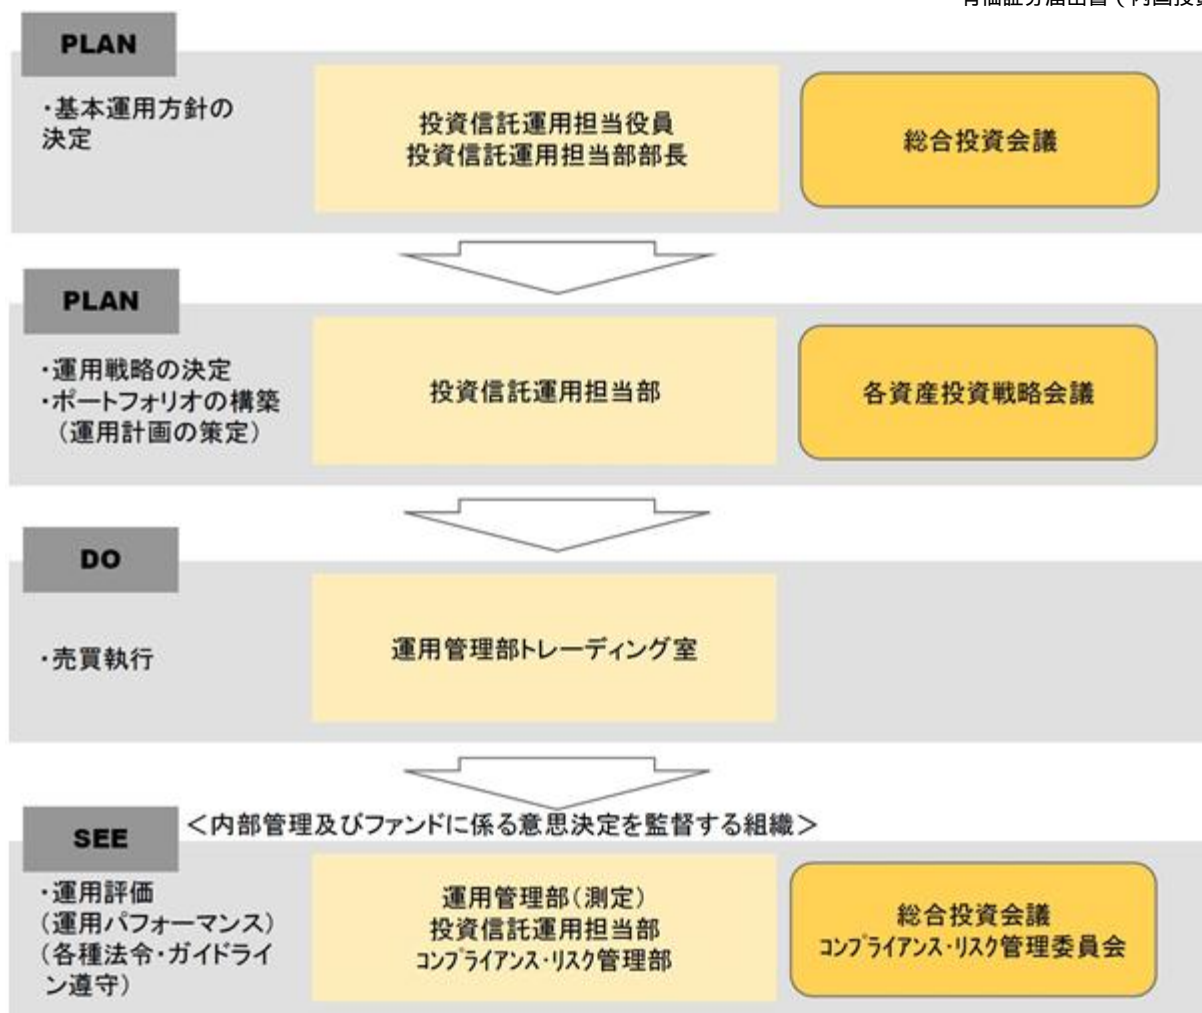 PLAN
・基本運用方針の
決定
投資信託運用担当役員
投資信託運用担当部部長
総合投資会議
PLAN
・運用戦略の決定
・ポートフォリオの構築
（運用計画の策定）
投資信託運用担当部
各資産投資戦略会議
DO
・売買執行
運用管理部トレーディング室
SEE
＜内部管理及びファンドに係る意思決定を監督する組織＞
・運用評価
（運用パフォーマンス）
（各種法令・ガイドライ
ン遵守）
運用管理部（測定）
投資信託運用担当部
ｺﾝﾌﾟﾗｲｱﾝｽ･ﾘｽｸ管理部
総合投資会議
ｺﾝﾌﾟﾗｲｱﾝｽ･ﾘｽｸ管理委員会